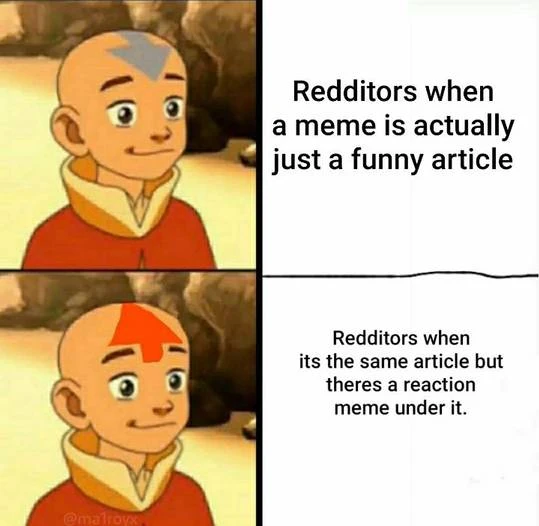 Redditors when
a meme is actually
just a funny article
Redditors when
its the same article but
theres a reaction
meme under it.
@ma1royx